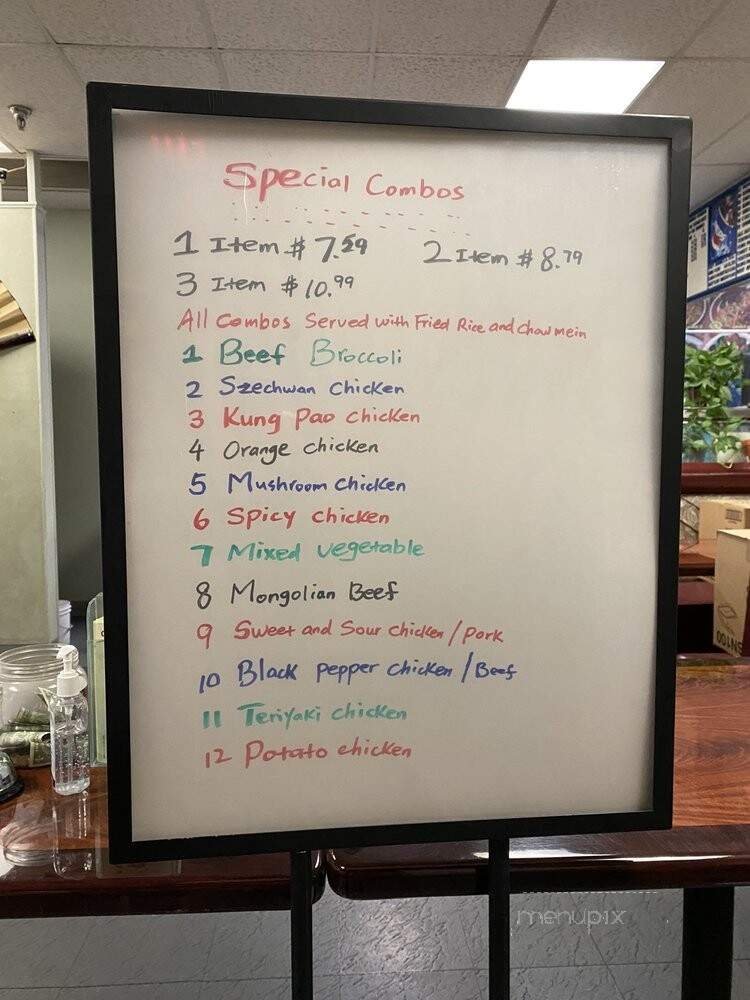 Special Combos
1 Item $ 7.59 2 Item $ 8.79
3 Item $ 10.99
All Combos Served with Fried Rice and Chow mein
1 Beef Broccoli
2 Szechwan Chicken
3 Kung Pao chicken
4 Orange chicken
5 Mushroom chicken
6 Spicy chicken
7 Mixed vegetable
8 Mongolian Beef
9 Sweet and Sour chicken / pork
10 Black pepper chicken / Beef
11 Teriyaki chicken
12 Potato chicken
SN100
menupix